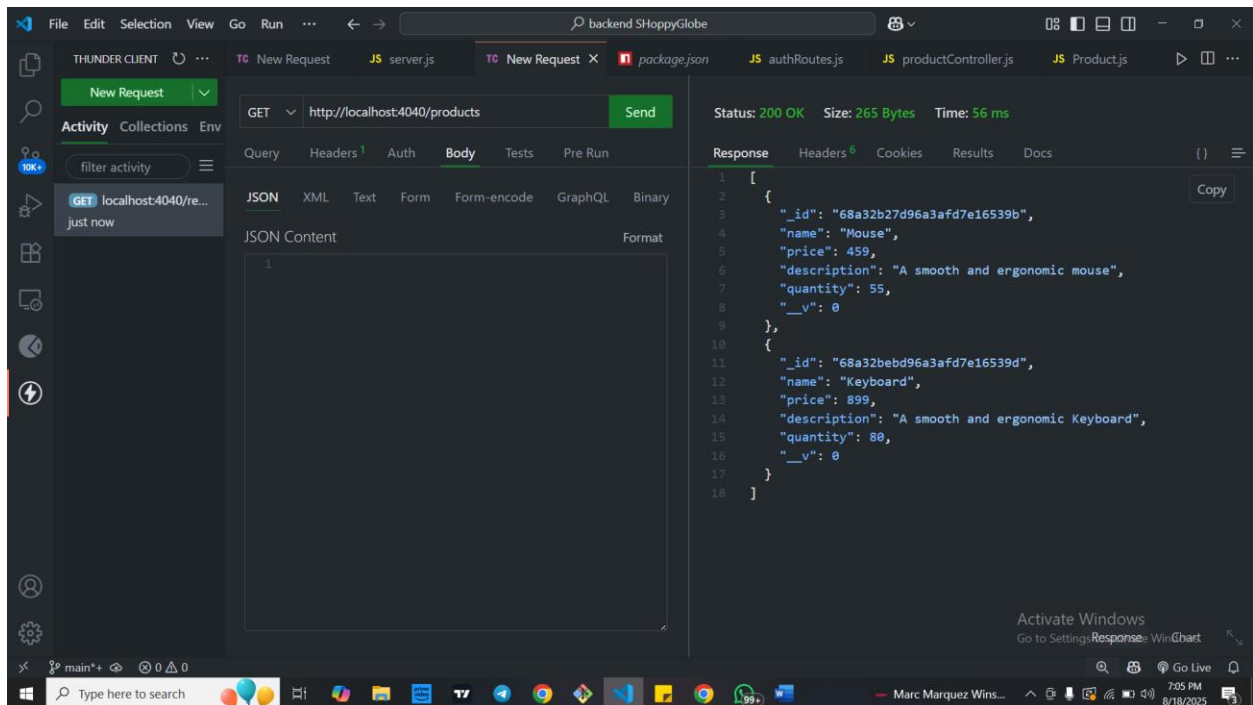 File Edit Selection View Go Run ··· backend SHoppyGlobe
THUNDER CLIENT ···
TC New Request JS server.js TC New Request package.json JS authRoutes.js JS productController.js JS Product.js ···
New Request
Activity Collections Env
filter activity
GET localhost:4040/re...
just now
10K+
GET http://localhost:4040/products Send
Query Headers 1 Auth Body Tests Pre Run
JSON XML Text Form Form-encode GraphQL Binary
JSON Content Format
1
Status: 200 OK Size: 265 Bytes Time: 56 ms
Response Headers 6 Cookies Results Docs {}
Copy
1 [
2 {
3 "_id": "68a32b27d96a3afd7e16539b",
4 "name": "Mouse",
5 "price": 459,
6 "description": "A smooth and ergonomic mouse",
7 "quantity": 55,
8 "__v": 0
9 },
10 {
11 "_id": "68a32bebd96a3afd7e16539d",
12 "name": "Keyboard",
13 "price": 899,
14 "description": "A smooth and ergonomic Keyboard",
15 "quantity": 80,
16 "__v": 0
17 }
18 ]
Activate Windows
Go to Settings Response Windows Chart
main*+ 0 0 Go Live
Type here to search prime video 99+ Marc Marquez Wins... 7:05 PM
8/18/2025 3